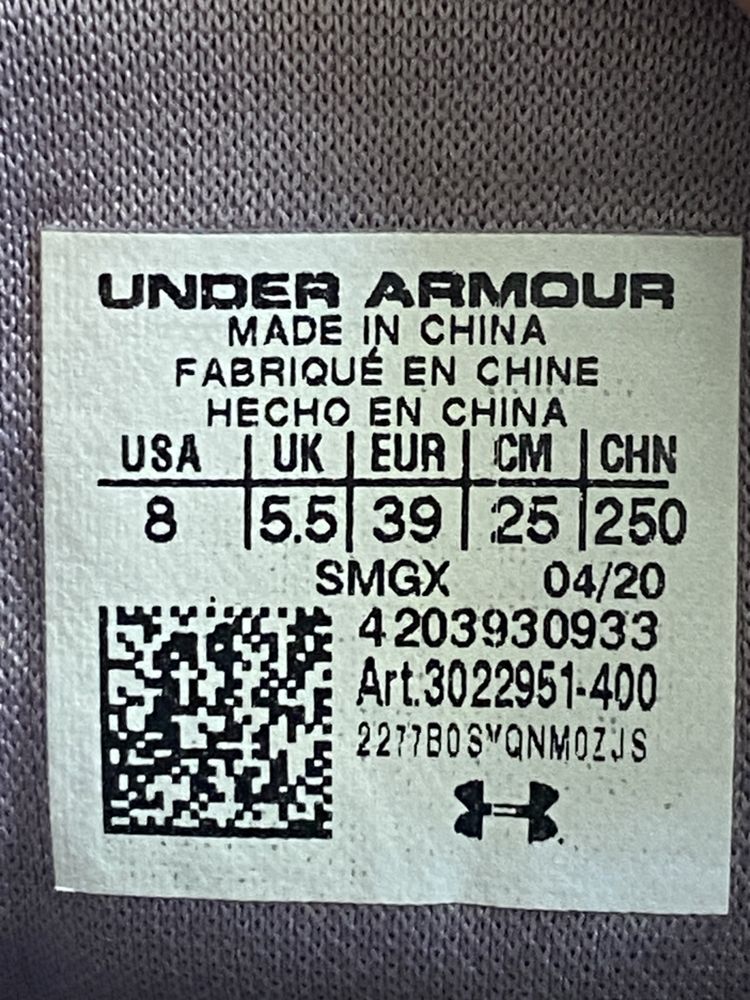 UNDER ARMOUR
MADE IN CHINA
FABRIQUÉ EN CHINE
HECHO EN CHINA
USA | UK | EUR | CM | CHN
8 | 5.5 | 39 | 25 | 250
SMGX 04/20
4203930933
Art.3022951-400
2277B0SYQNM0ZJS